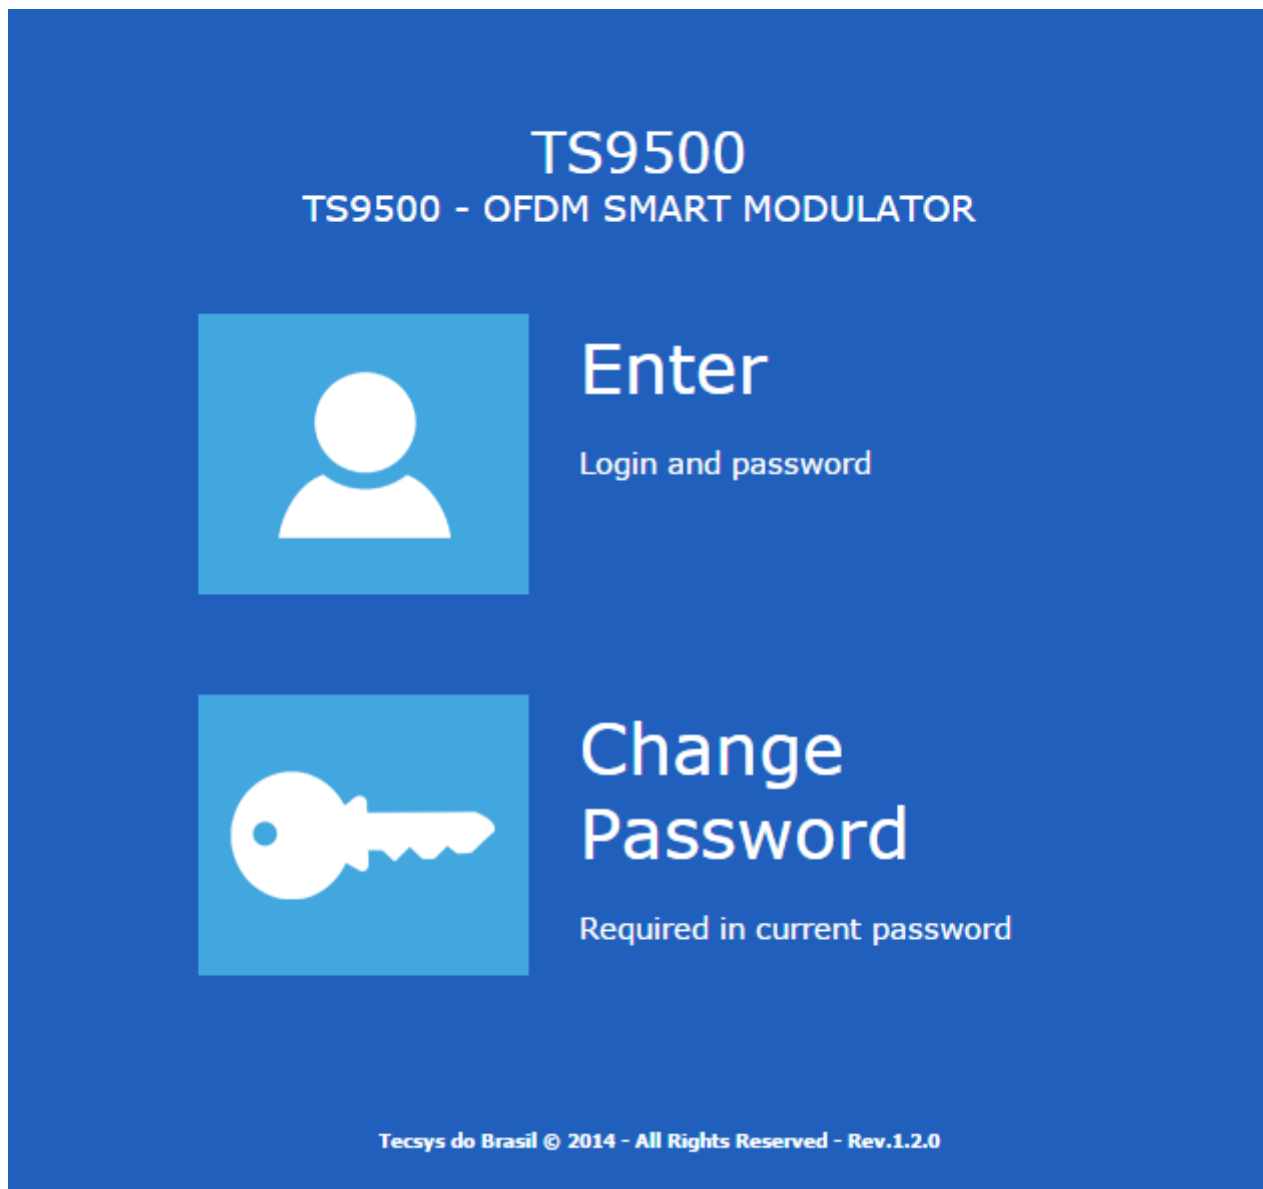 TS9500
TS9500 - OFDM SMART MODULATOR
Enter
Login and password
Change
Password
Required in current password
Tecsys do Brasil © 2014 - All Rights Reserved - Rev.1.2.0